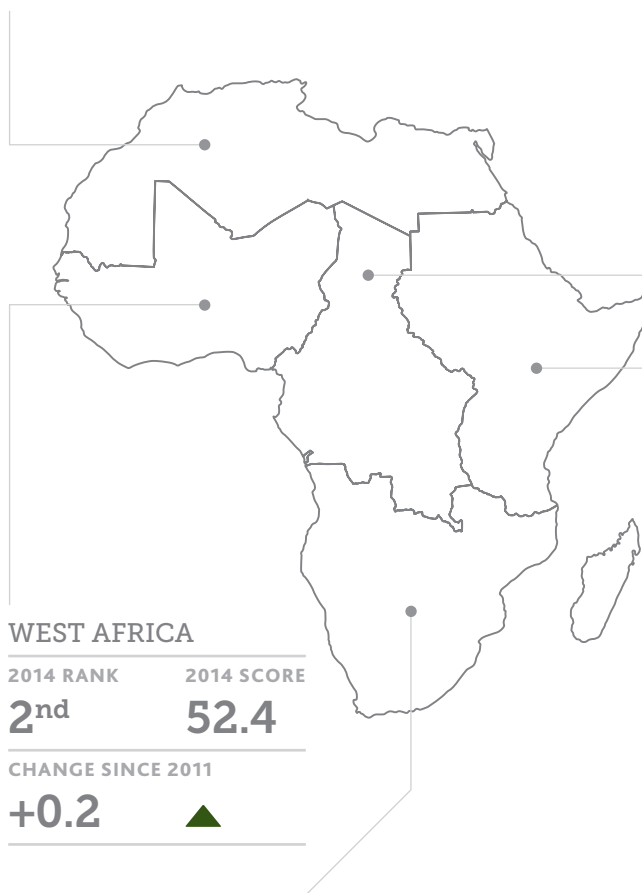 WEST AFRICA
2014 RANK 2014 SCORE
2nd 52.4
CHANGE SINCE 2011
+0.2